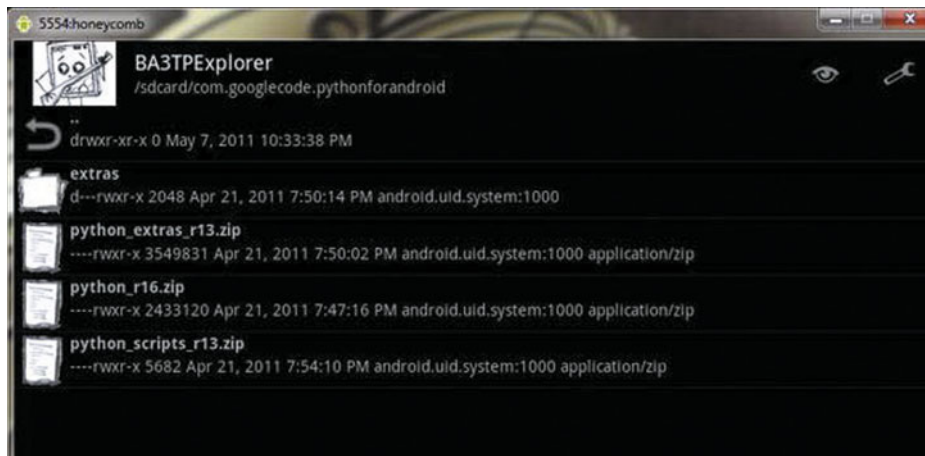 5554:honeycomb
BA3TPExplorer
/sdcard/com.googlecode.pythonforandroid
..
drwxr-xr-x 0 May 7, 2011 10:33:38 PM
extras
d---rwxr-x 2048 Apr 21, 2011 7:50:14 PM android.uid.system:1000
python_extras_r13.zip
----rwxr-x 3549831 Apr 21, 2011 7:50:02 PM android.uid.system:1000 application/zip
python_r16.zip
----rwxr-x 2433120 Apr 21, 2011 7:47:16 PM android.uid.system:1000 application/zip
python_scripts_r13.zip
----rwxr-x 5682 Apr 21, 2011 7:54:10 PM android.uid.system:1000 application/zip